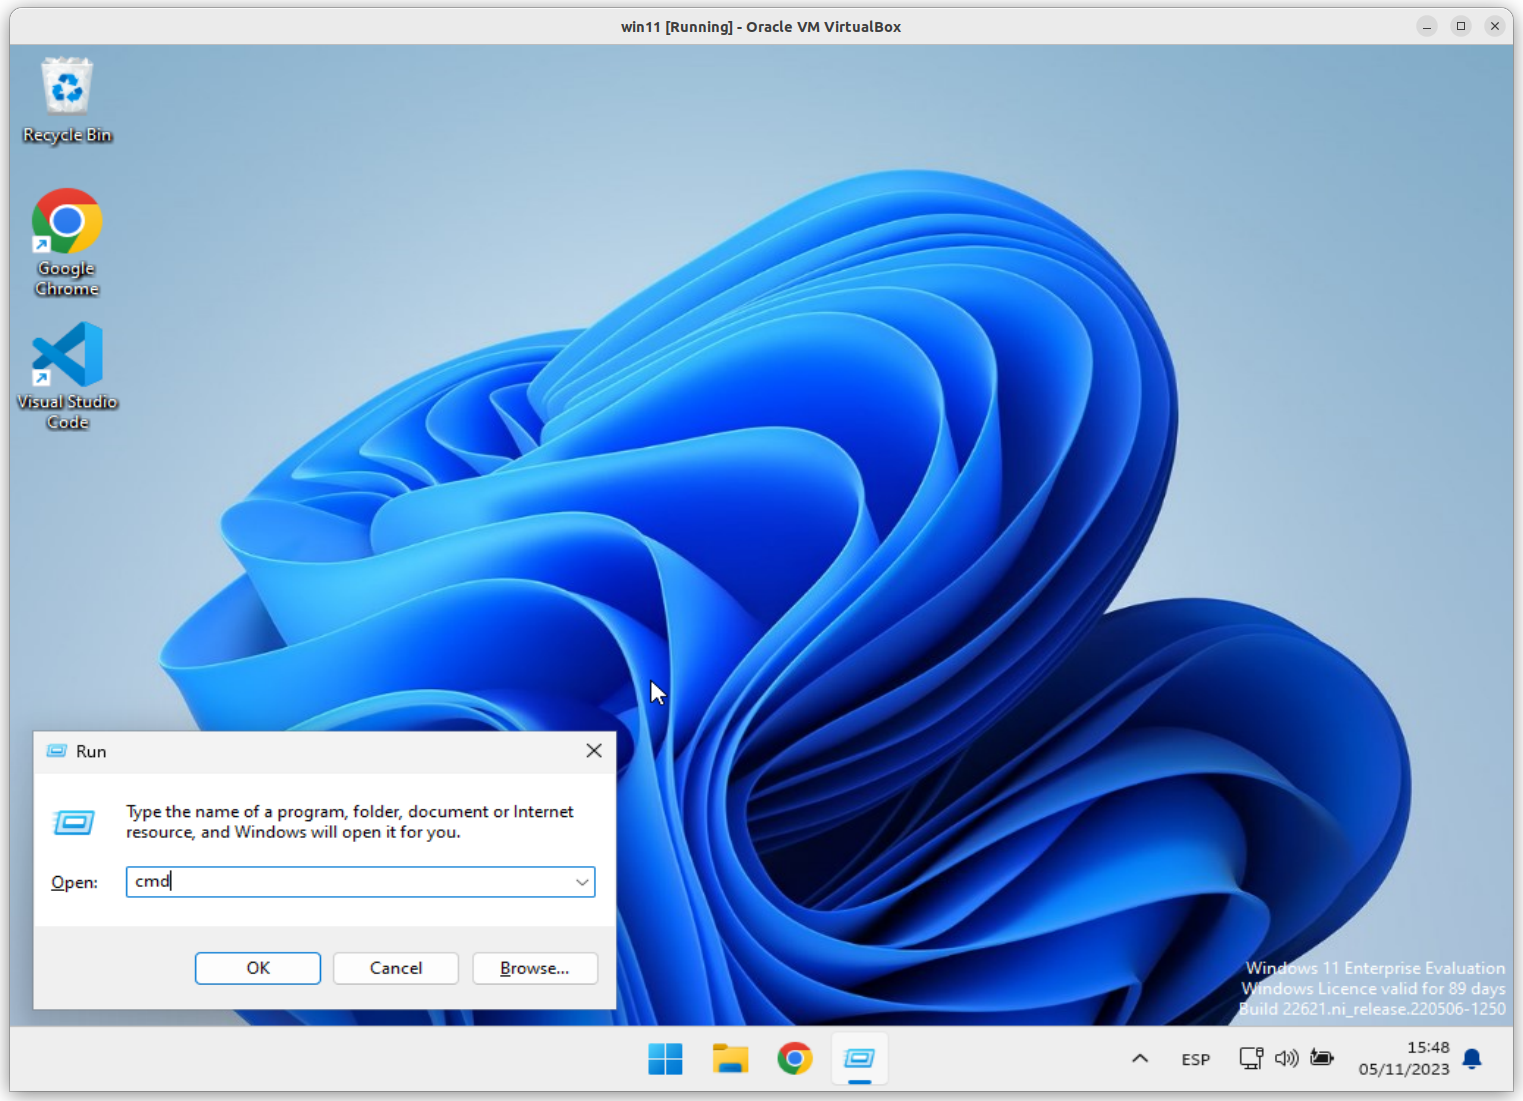 win11 [Running] - Oracle VM VirtualBox
Recycle Bin
Google
Chrome
Visual Studio
Code
Run
Type the name of a program, folder, document or Internet
resource, and Windows will open it for you.
Open:
cmd
OK
Cancel
Browse...
Windows 11 Enterprise Evaluation
Windows Licence valid for 89 days
Build 22621.ni_release.220506-1250
ESP
15:48
05/11/2023